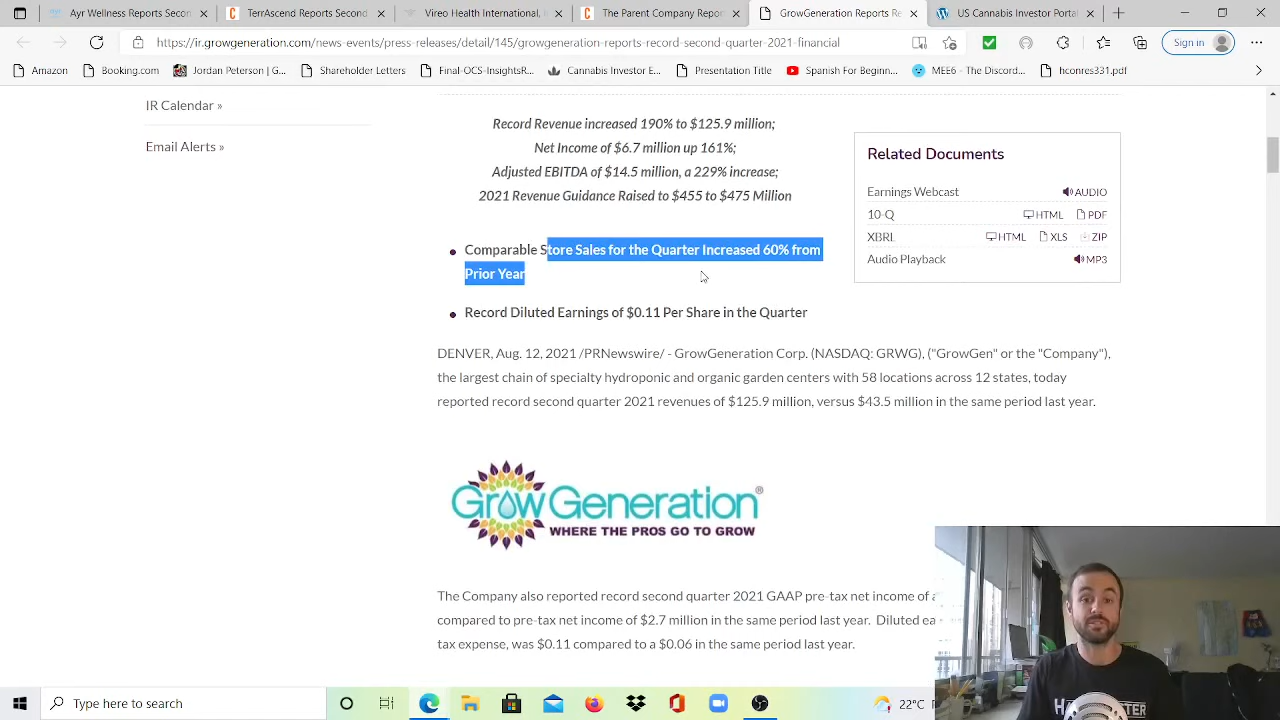 Ayr Wellness Reports Second
TerAscend Reports Second
Vireo Health International,
The Parent Company Reports
GrowGeneration Reports Re
US Documents
Investors Portal
https://ir.growgeneration.com/news-events/press-releases/detail/145/growgeneration-reports-record-second-quarter-2021-financial
Sign in
Amazon
Booking.com
Jordan Peterson | G...
Shareholder Letters
Final-OCS-Insights...
The Data
Spanish Beginning...
MEE6 - The Discord...
Hconres331.pdf
IR Calendar »
Email Alerts »
Record Revenue increased 190% to $125.9 million;
Net Income of $6.7 million up 161%;
Adjusted EBITDA of $14.5 million, a 229% increase;
2021 Revenue Guidance Raised to $455 to $475 Million
Related Documents
Earnings Webcast AUDIO
10-Q HTML PDF
XBRL HTML XLS ZIP
Audio Playback MP3
Comparable Store Sales for the Quarter Increased 60% from
Prior Year
Record Diluted Earnings of $0.11 Per Share in the Quarter
DENVER, Aug. 12, 2021 /PRNewswire/ - GrowGeneration Corp. (NASDAQ: GRWG), ("GrowGen" or the "Company"),
the largest chain of specialty hydroponic and organic garden centers with 58 locations across 12 states, today
reported record second quarter 2021 revenues of $125.9 million, versus $43.5 million in the same period last year.
GrowGeneration®
WHERE THE PROS GO TO GROW
The Company also reported record second quarter 2021 GAAP pre-tax net income of
compared to pre-tax net income of $2.7 million in the same period last year. Diluted ea
tax expense, was $0.11 compared to a $0.06 in the same period last year.
Type here to search
22°C